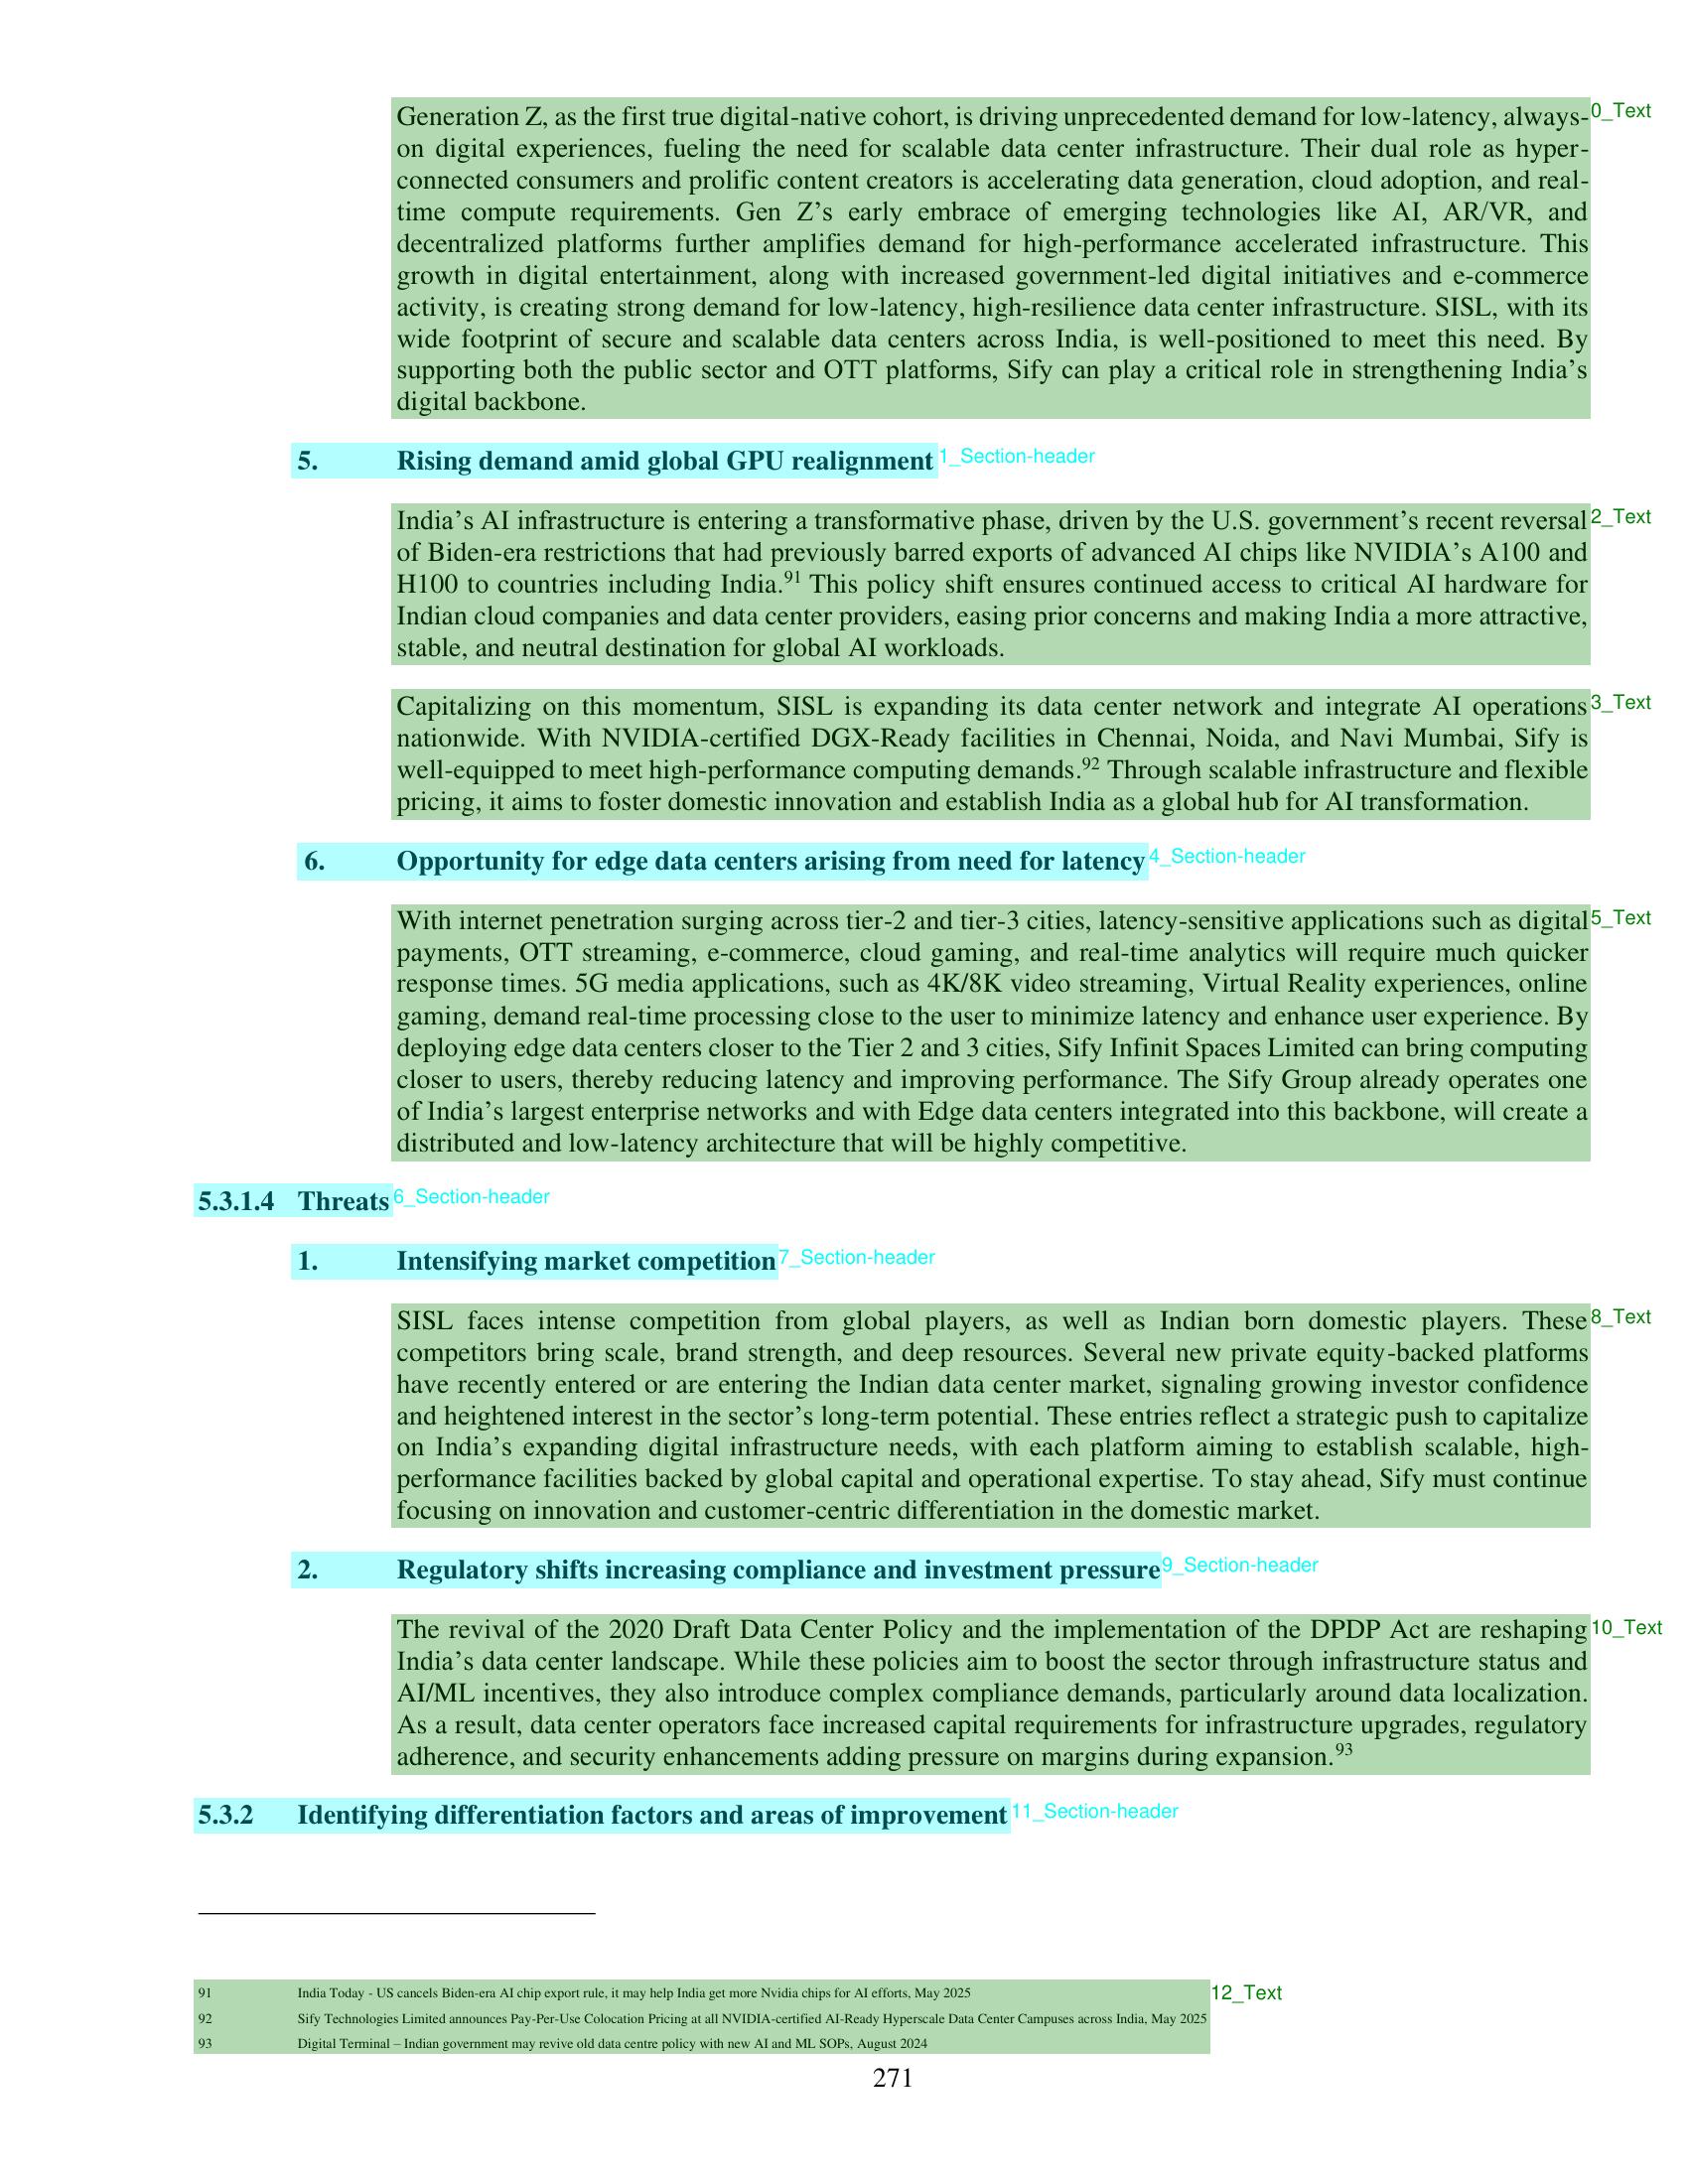 Generation Z, as the first true digital-native cohort, is driving unprecedented demand for low-latency, always- 0_Text
on digital experiences, fueling the need for scalable data center infrastructure. Their dual role as hyper-
connected consumers and prolific content creators is accelerating data generation, cloud adoption, and real-
time compute requirements. Gen Z’s early embrace of emerging technologies like AI, AR/VR, and
decentralized platforms further amplifies demand for high-performance accelerated infrastructure. This
growth in digital entertainment, along with increased government-led digital initiatives and e-commerce
activity, is creating strong demand for low-latency, high-resilience data center infrastructure. SISL, with its
wide footprint of secure and scalable data centers across India, is well-positioned to meet this need. By
supporting both the public sector and OTT platforms, Sify can play a critical role in strengthening India’s
digital backbone.
5. Rising demand amid global GPU realignment 1_Section-header
India’s AI infrastructure is entering a transformative phase, driven by the U.S. government’s recent reversal 2_Text
of Biden-era restrictions that had previously barred exports of advanced AI chips like NVIDIA’s A100 and
H100 to countries including India.91 This policy shift ensures continued access to critical AI hardware for
Indian cloud companies and data center providers, easing prior concerns and making India a more attractive,
stable, and neutral destination for global AI workloads.
Capitalizing on this momentum, SISL is expanding its data center network and integrate AI operations 3_Text
nationwide. With NVIDIA-certified DGX-Ready facilities in Chennai, Noida, and Navi Mumbai, Sify is
well-equipped to meet high-performance computing demands.92 Through scalable infrastructure and flexible
pricing, it aims to foster domestic innovation and establish India as a global hub for AI transformation.
6. Opportunity for edge data centers arising from need for latency 4_Section-header
With internet penetration surging across tier-2 and tier-3 cities, latency-sensitive applications such as digital 5_Text
payments, OTT streaming, e-commerce, cloud gaming, and real-time analytics will require much quicker
response times. 5G media applications, such as 4K/8K video streaming, Virtual Reality experiences, online
gaming, demand real-time processing close to the user to minimize latency and enhance user experience. By
deploying edge data centers closer to the Tier 2 and 3 cities, Sify Infinit Spaces Limited can bring computing
closer to users, thereby reducing latency and improving performance. The Sify Group already operates one
of India’s largest enterprise networks and with Edge data centers integrated into this backbone, will create a
distributed and low-latency architecture that will be highly competitive.
5.3.1.4 Threats 6_Section-header
1. Intensifying market competition 7_Section-header
SISL faces intense competition from global players, as well as Indian born domestic players. These 8_Text
competitors bring scale, brand strength, and deep resources. Several new private equity-backed platforms
have recently entered or are entering the Indian data center market, signaling growing investor confidence
and heightened interest in the sector’s long-term potential. These entries reflect a strategic push to capitalize
on India’s expanding digital infrastructure needs, with each platform aiming to establish scalable, high-
performance facilities backed by global capital and operational expertise. To stay ahead, Sify must continue
focusing on innovation and customer-centric differentiation in the domestic market.
2. Regulatory shifts increasing compliance and investment pressure 9_Section-header
The revival of the 2020 Draft Data Center Policy and the implementation of the DPDP Act are reshaping 10_Text
India’s data center landscape. While these policies aim to boost the sector through infrastructure status and
AI/ML incentives, they also introduce complex compliance demands, particularly around data localization.
As a result, data center operators face increased capital requirements for infrastructure upgrades, regulatory
adherence, and security enhancements adding pressure on margins during expansion.93
5.3.2 Identifying differentiation factors and areas of improvement 11_Section-header
91 India Today - US cancels Biden-era AI chip export rule, it may help India get more Nvidia chips for AI efforts, May 2025 12_Text
92 Sify Technologies Limited announces Pay-Per-Use Colocation Pricing at all NVIDIA-certified AI-Ready Hyperscale Data Center Campuses across India, May 2025
93 Digital Terminal – Indian government may revive old data centre policy with new AI and ML SOPs, August 2024
271